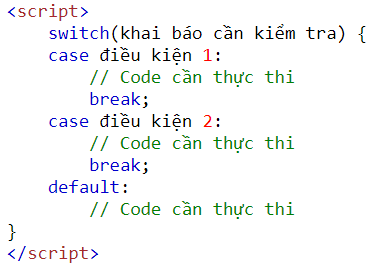 <script>
    switch(khai báo cần kiểm tra) {
    case điều kiện 1:
        // Code cần thực thi
        break;
    case điều kiện 2:
        // Code cần thực thi
        break;
    default:
        // Code cần thực thi
}
</script>